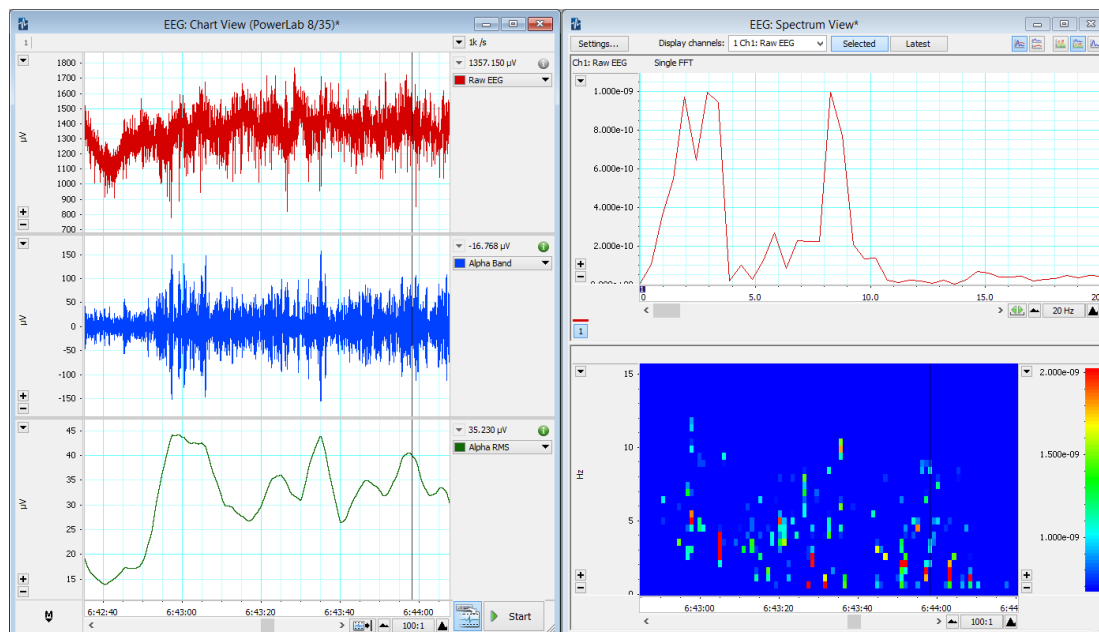 EEG: Chart View (PowerLab 8/35)*
1
1k /s
1800
1700
1600
1500
1400
1300
1200
1100
1000
900
800
700
µV
1357.150 µV
Raw EEG
150
100
50
0
-50
-100
-150
µV
-16.768 µV
Alpha Band
45
40
35
30
25
20
15
µV
35.230 µV
Alpha RMS
6:42:40 6:43:00 6:43:20 6:43:40 6:44:00
100:1
Start
EEG: Spectrum View*
Settings... Display channels: 1 Ch1: Raw EEG Selected Latest
Ch1: Raw EEG Single FFT
1.000e-09
8.000e-10
6.000e-10
4.000e-10
2.000e-10
0 5.0 10.0 15.0 20
1
20 Hz
1
15
10
5
0
Hz
2.000e-09
1.500e-09
1.000e-09
6:43:00 6:43:20 6:43:40 6:44:00 6:44
100:1